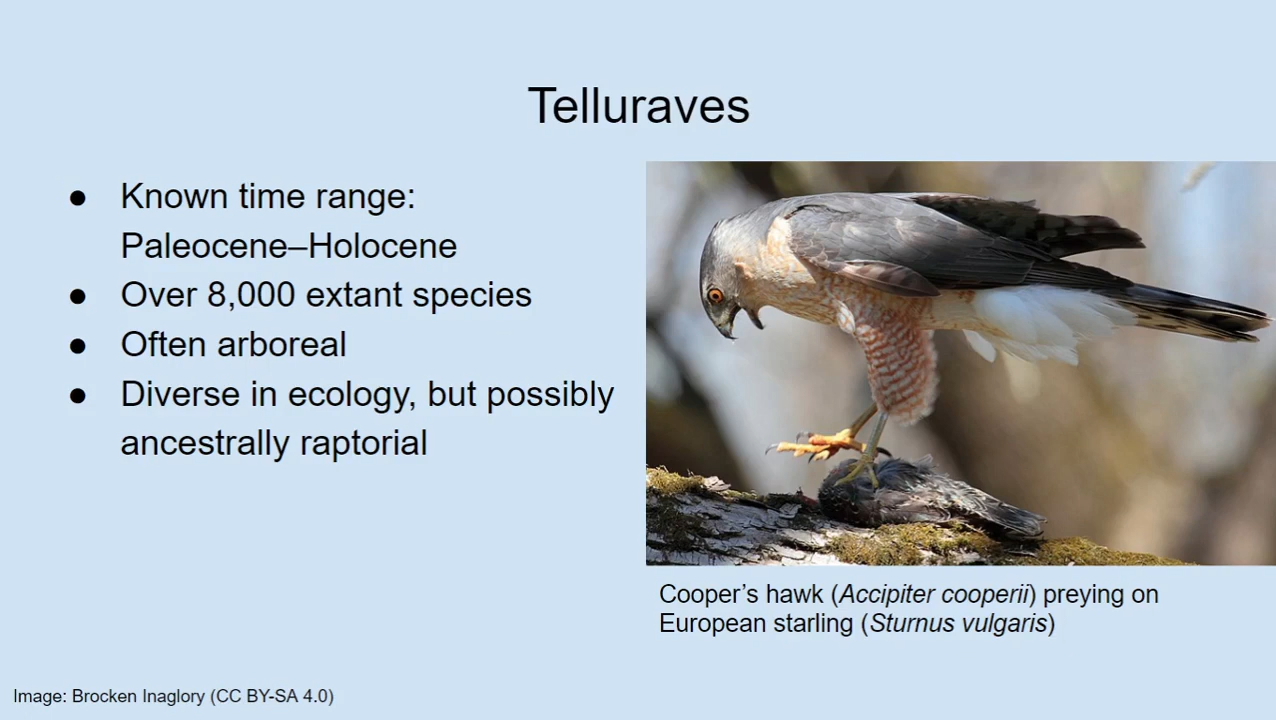 Telluraves
● Known time range:
Paleocene–Holocene
● Over 8,000 extant species
● Often arboreal
● Diverse in ecology, but possibly
ancestrally raptorial
Cooper’s hawk (Accipiter cooperii) preying on
European starling (Sturnus vulgaris)
Image: Brocken Inaglory (CC BY-SA 4.0)